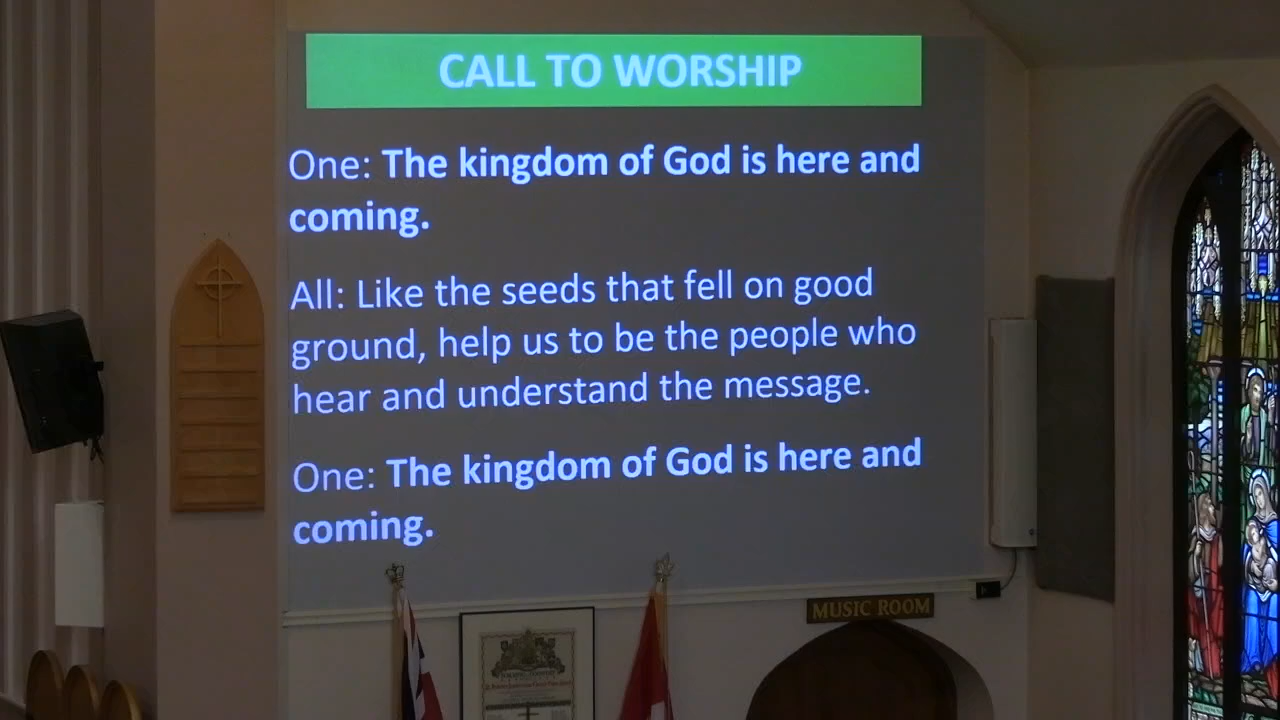 CALL TO WORSHIP
One: The kingdom of God is here and
coming.
All: Like the seeds that fell on good
ground, help us to be the people who
hear and understand the message.
One: The kingdom of God is here and
coming.
MUSIC ROOM